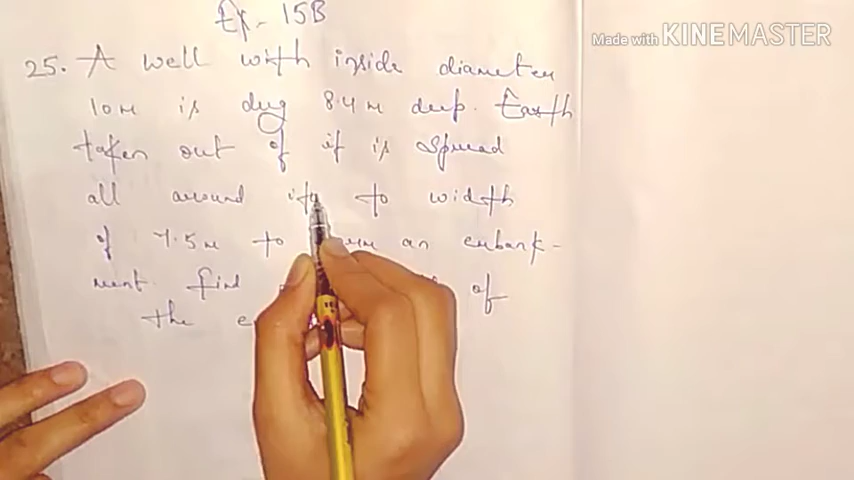 Ex. 15B
Made with KINEMASTER
25. A well with inside diameter
10m is dug 8.4m deep. Earth
taken out of it is spread
all around it to width
of 7.5m to an embank-
ment. find of
the